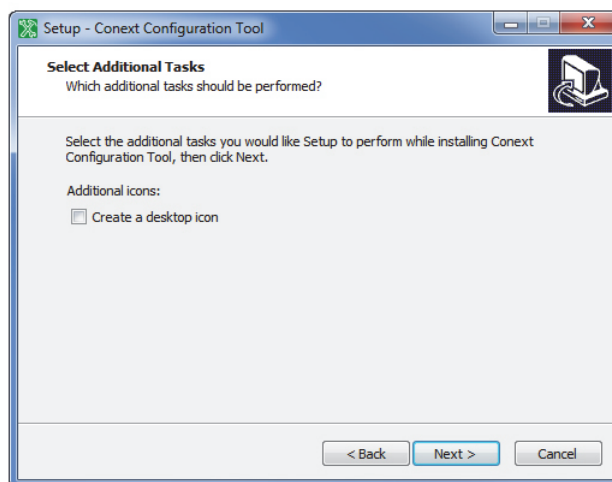 Setup - Conext Configuration Tool
Select Additional Tasks
Which additional tasks should be performed?
Select the additional tasks you would like Setup to perform while installing Conext
Configuration Tool, then click Next.
Additional icons:
Create a desktop icon
< Back
Next >
Cancel